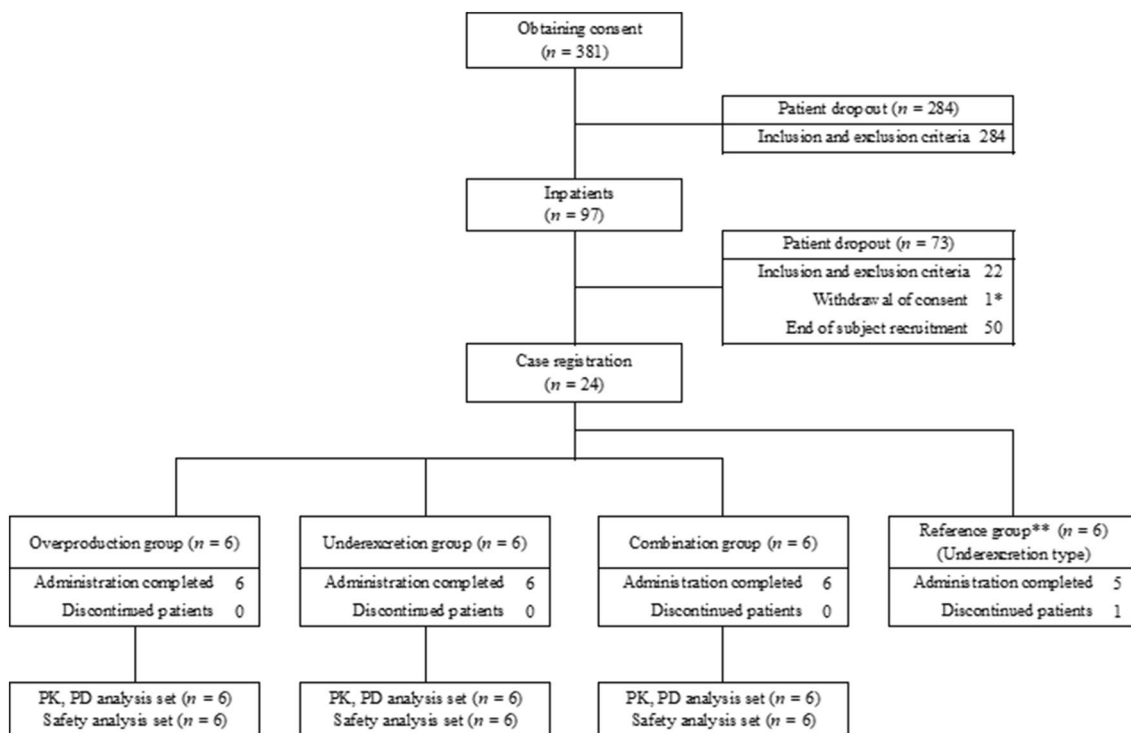 Obtaining consent
(n = 381)
Patient dropout (n = 284)
Inclusion and exclusion criteria 284
Inpatients
(n = 97)
Patient dropout (n = 73)
Inclusion and exclusion criteria 22
Withdrawal of consent 1*
End of subject recruitment 50
Case registration
(n = 24)
Overproduction group (n = 6)
Administration completed 6
Discontinued patients 0
Underexcretion group (n = 6)
Administration completed 6
Discontinued patients 0
Combination group (n = 6)
Administration completed 6
Discontinued patients 0
Reference group** (n = 6)
(Underexcretion type)
Administration completed 5
Discontinued patients 1
PK, PD analysis set (n = 6)
Safety analysis set (n = 6)
PK, PD analysis set (n = 6)
Safety analysis set (n = 6)
PK, PD analysis set (n = 6)
Safety analysis set (n = 6)